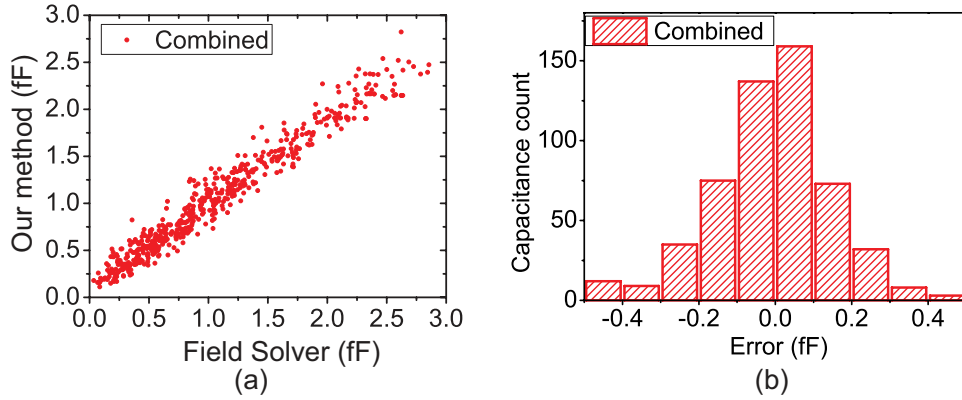 Combined
Our method (fF)
3.0
2.5
2.0
1.5
1.0
0.5
0.0
0.0 0.5 1.0 1.5 2.0 2.5 3.0
Field Solver (fF)
(a)
Combined
Capacitance count
150
100
50
0
-0.4 -0.2 0.0 0.2 0.4
Error (fF)
(b)